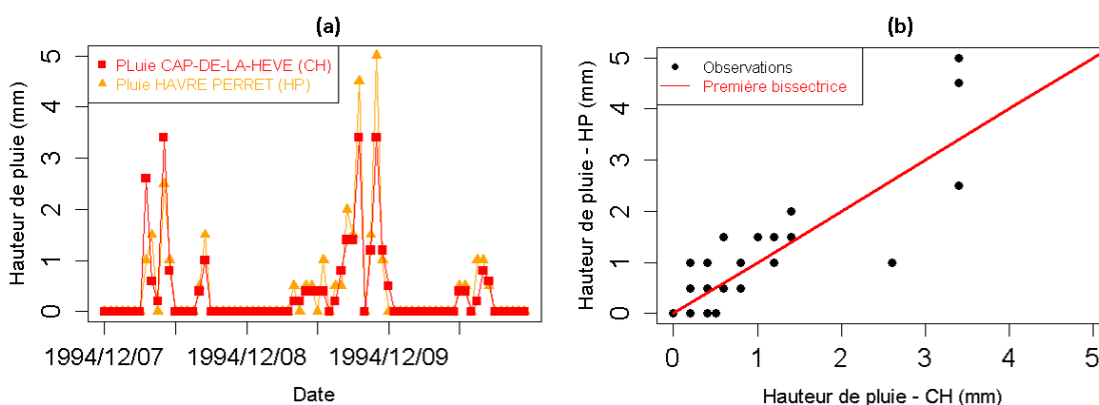 (a)
PLuie CAP-DE-LA-HEVE (CH)
Pluie HAVRE PERRET (HP)
Hauteur de pluie (mm)
5
4
3
2
1
0
1994/12/07
1994/12/08
1994/12/09
Date
(b)
Observations
Première bissectrice
Hauteur de pluie - HP (mm)
5
4
3
2
1
0
0
1
2
3
4
5
Hauteur de pluie - CH (mm)